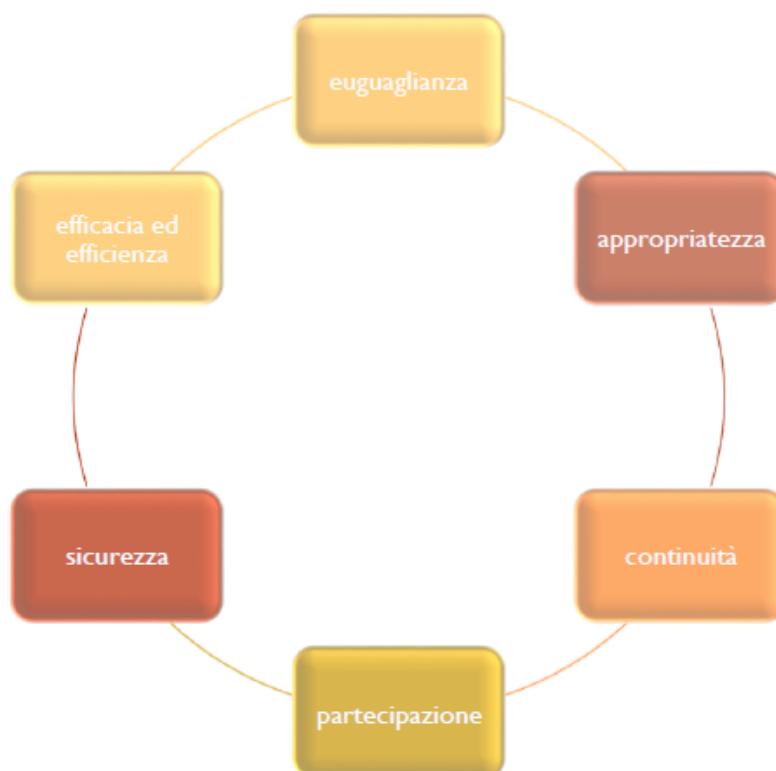 euguaglianza
appropriatezza
continuità
partecipazione
sicurezza
efficacia ed
efficienza